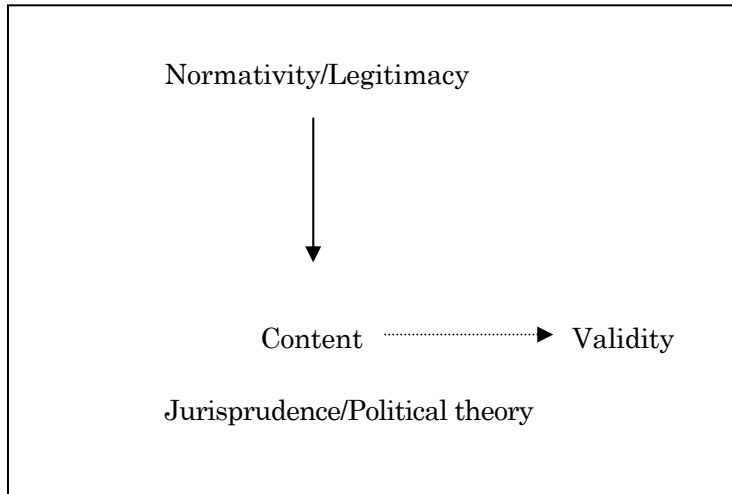 Normativity/Legitimacy
Content Validity
Jurisprudence/Political theory